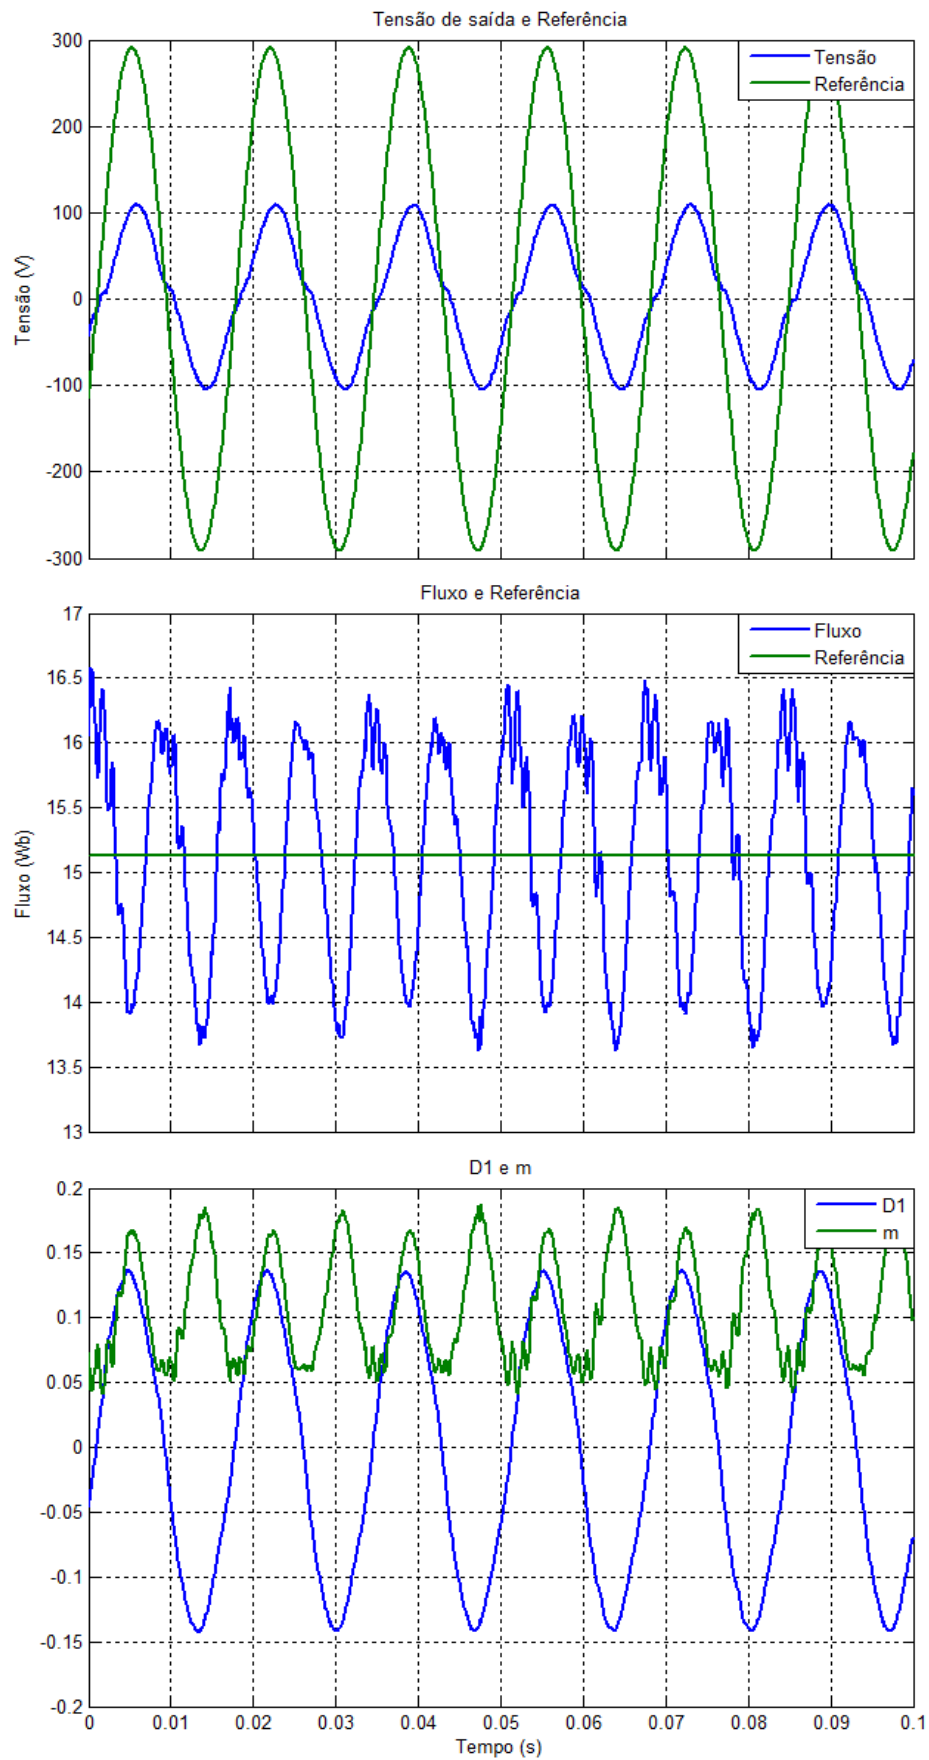 Tensão de saída e Referência
300
200
100
0
-100
-200
-300
Tensão (V)
Tensão
Referência
Fluxo e Referência
17
16.5
16
15.5
15
14.5
14
13.5
13
Fluxo (Wb)
Fluxo
Referência
D1 e m
0.2
0.15
0.1
0.05
0
-0.05
-0.1
-0.15
-0.2
D1
m
0 0.01 0.02 0.03 0.04 0.05 0.06 0.07 0.08 0.09 0.1
Tempo (s)